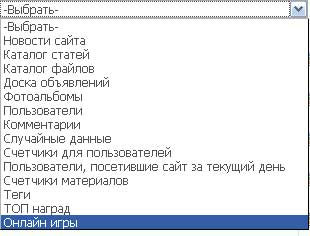 -Выбрать-
-Выбрать-
Новости сайта
Каталог статей
Каталог файлов
Доска объявлений
Фотоальбомы
Пользователи
Комментарии
Случайные данные
Счетчики для пользователей
Пользователи, посетившие сайт за текущий день
Счетчики материалов
Теги
ТОП наград
Онлайн игры